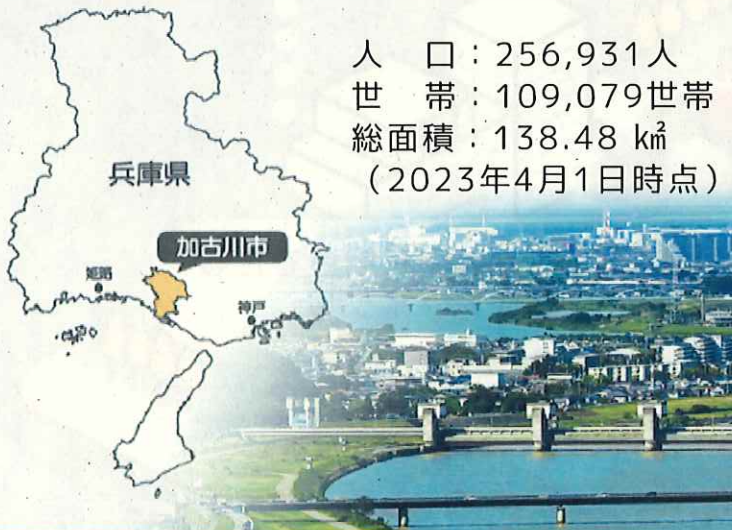 人　口：256,931人
世　帯：109,079世帯
総面積：138.48 k㎡
（2023年4月1日時点）
兵庫県
加古川市
姫路
神戸